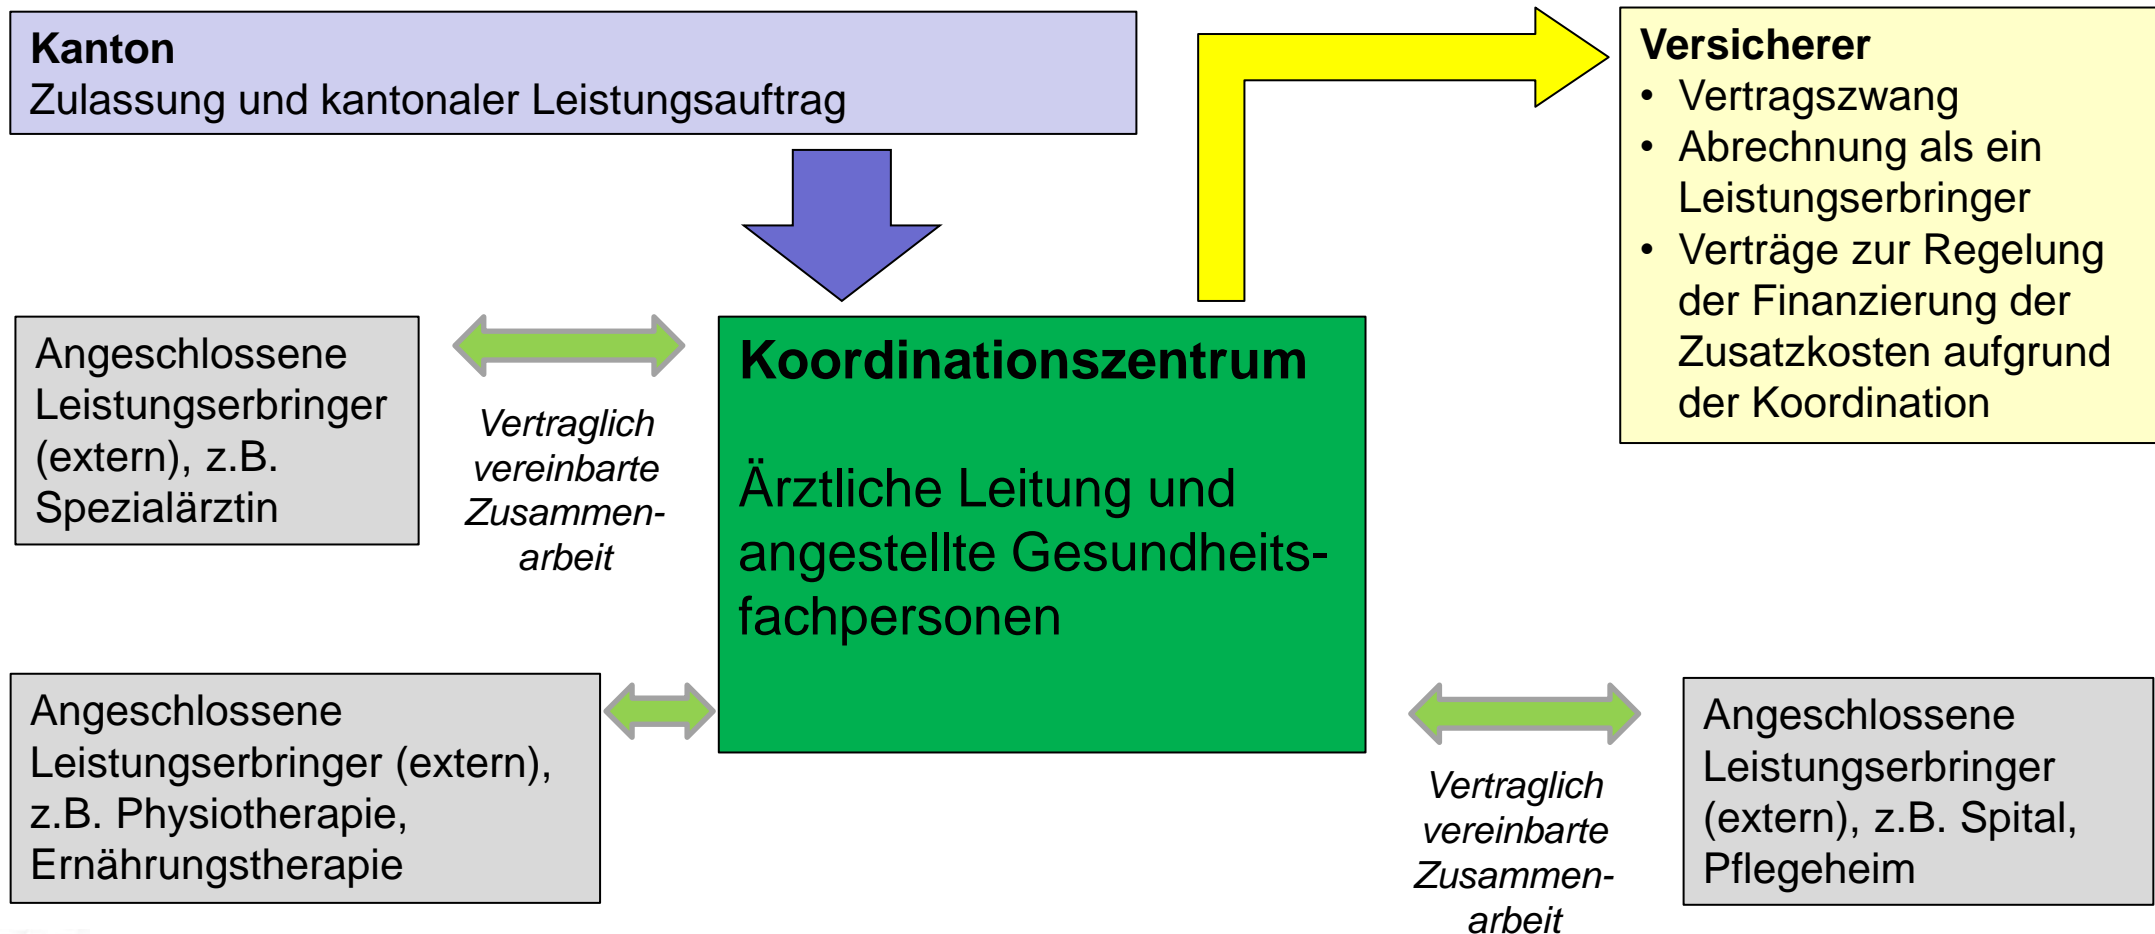 Kanton
Zulassung und kantonaler Leistungsauftrag
Versicherer
• Vertragszwang
• Abrechnung als ein
Leistungserbringer
• Verträge zur Regelung
der Finanzierung der
Zusatzkosten aufgrund
der Koordination
Angeschlossene
Leistungserbringer
(extern), z.B.
Spezialärztin
Vertraglich
vereinbarte
Zusammen-
arbeit
Koordinationszentrum
Ärztliche Leitung und
angestellte Gesundheits-
fachpersonen
Angeschlossene
Leistungserbringer (extern),
z.B. Physiotherapie,
Ernährungstherapie
Vertraglich
vereinbarte
Zusammen-
arbeit
Angeschlossene
Leistungserbringer
(extern), z.B. Spital,
Pflegeheim